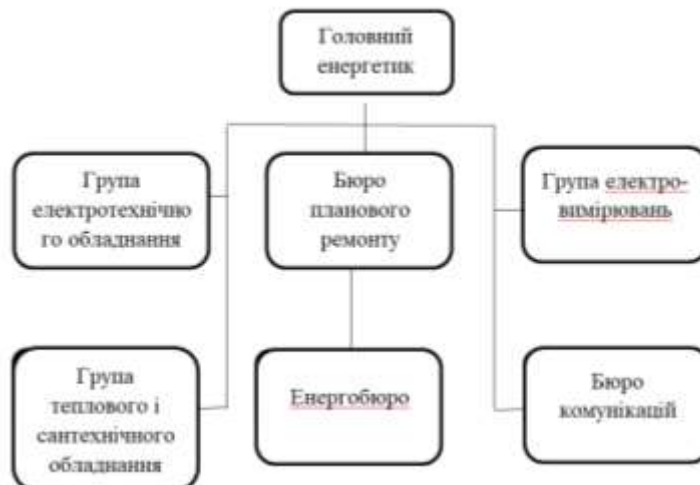 Головний
енергетик
Група
електротехнічно
го обладнання
Бюро
планового
ремонту
Група електро-
вимірювань
Група
теплового і
сантехнічного
обладнання
Енергобюро
Бюро
комунікацій